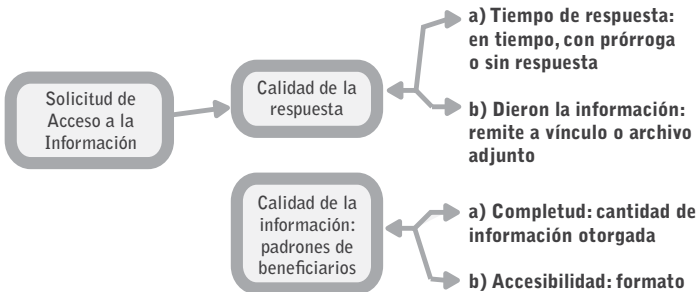 Solicitud de
Acceso a la
Información
Calidad de la
respuesta
a) Tiempo de respuesta:
en tiempo, con prórroga
o sin respuesta
b) Dieron la información:
remite a vínculo o archivo
adjunto
Calidad de la
información:
padrones de
beneficiarios
a) Completud: cantidad de
información otorgada
b) Accesibilidad: formato